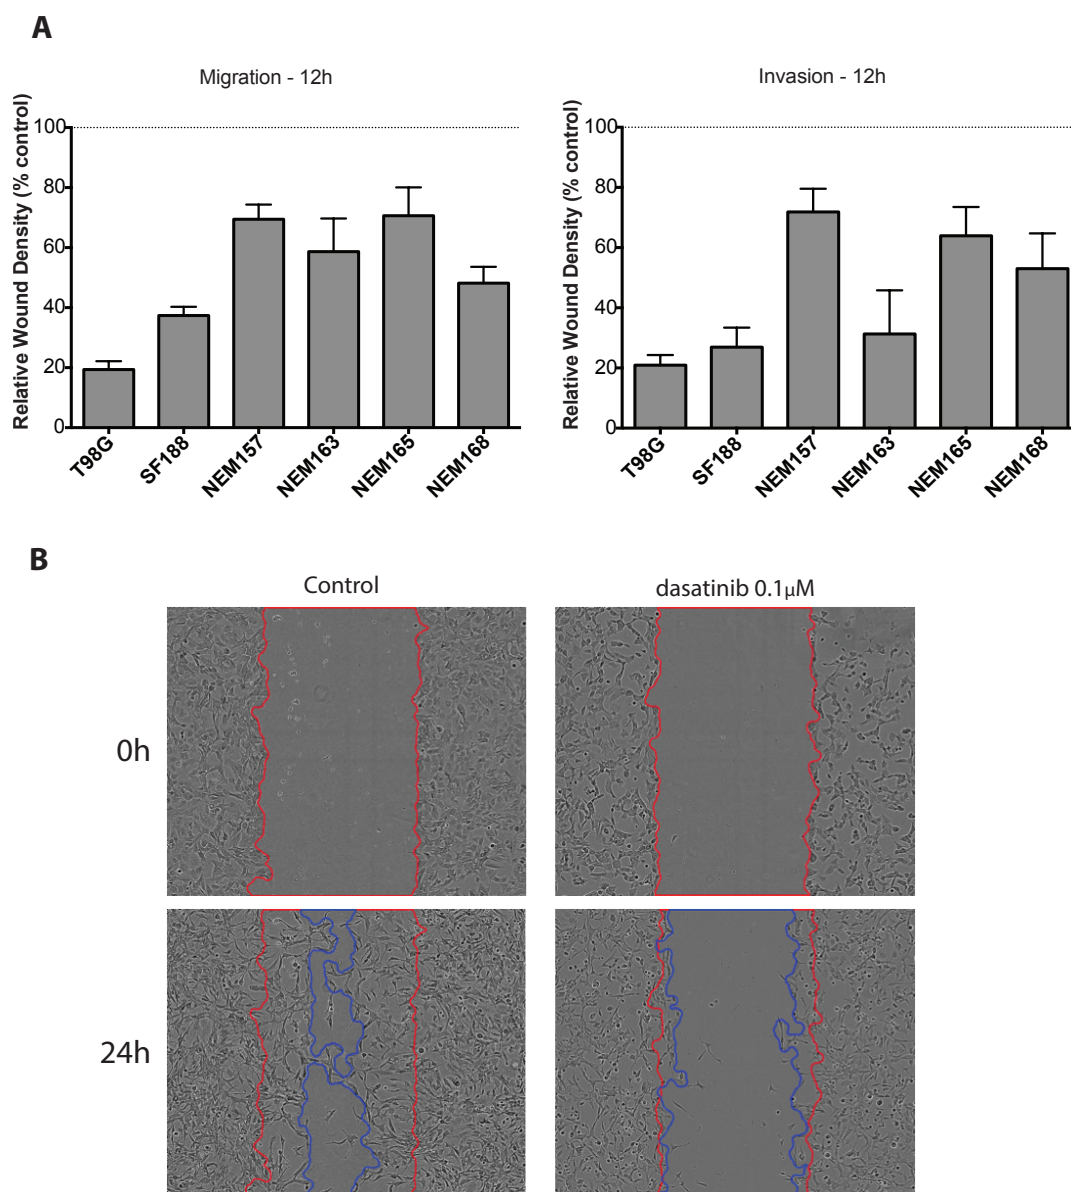 A
Migration - 12h
Relative Wound Density (% control)
100
80
60
40
20
0
T98G
SF188
NEM157
NEM163
NEM165
NEM168
Invasion - 12h
Relative Wound Density (% control)
100
80
60
40
20
0
T98G
SF188
NEM157
NEM163
NEM165
NEM168
B
Control
dasatinib 0.1μM
0h
24h